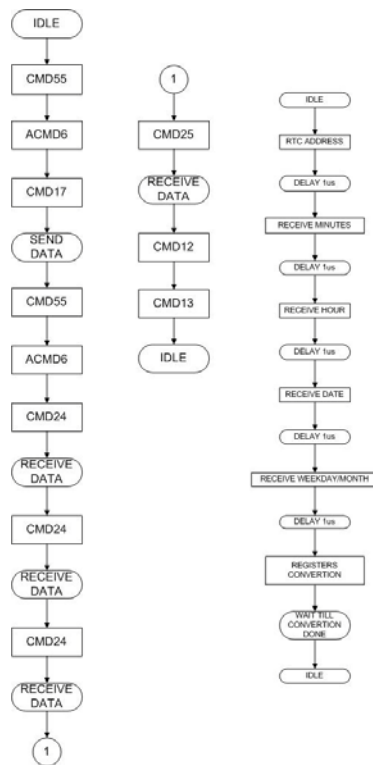 IDLE
CMD55
ACMD6
CMD17
SEND
DATA
CMD55
ACMD6
CMD24
RECEIVE
DATA
CMD24
RECEIVE
DATA
CMD24
RECEIVE
DATA
1
1
CMD25
RECEIVE
DATA
CMD12
CMD13
IDLE
IDLE
RTC ADDRESS
DELAY 1us
RECEIVE MINUTES
DELAY 1us
RECEIVE HOUR
DELAY 1us
RECEIVE DATE
DELAY 1us
RECEIVE WEEKDAY/MONTH
DELAY 1us
REGISTERS
CONVERTION
WAIT TILL
CONVERTION
DONE
IDLE